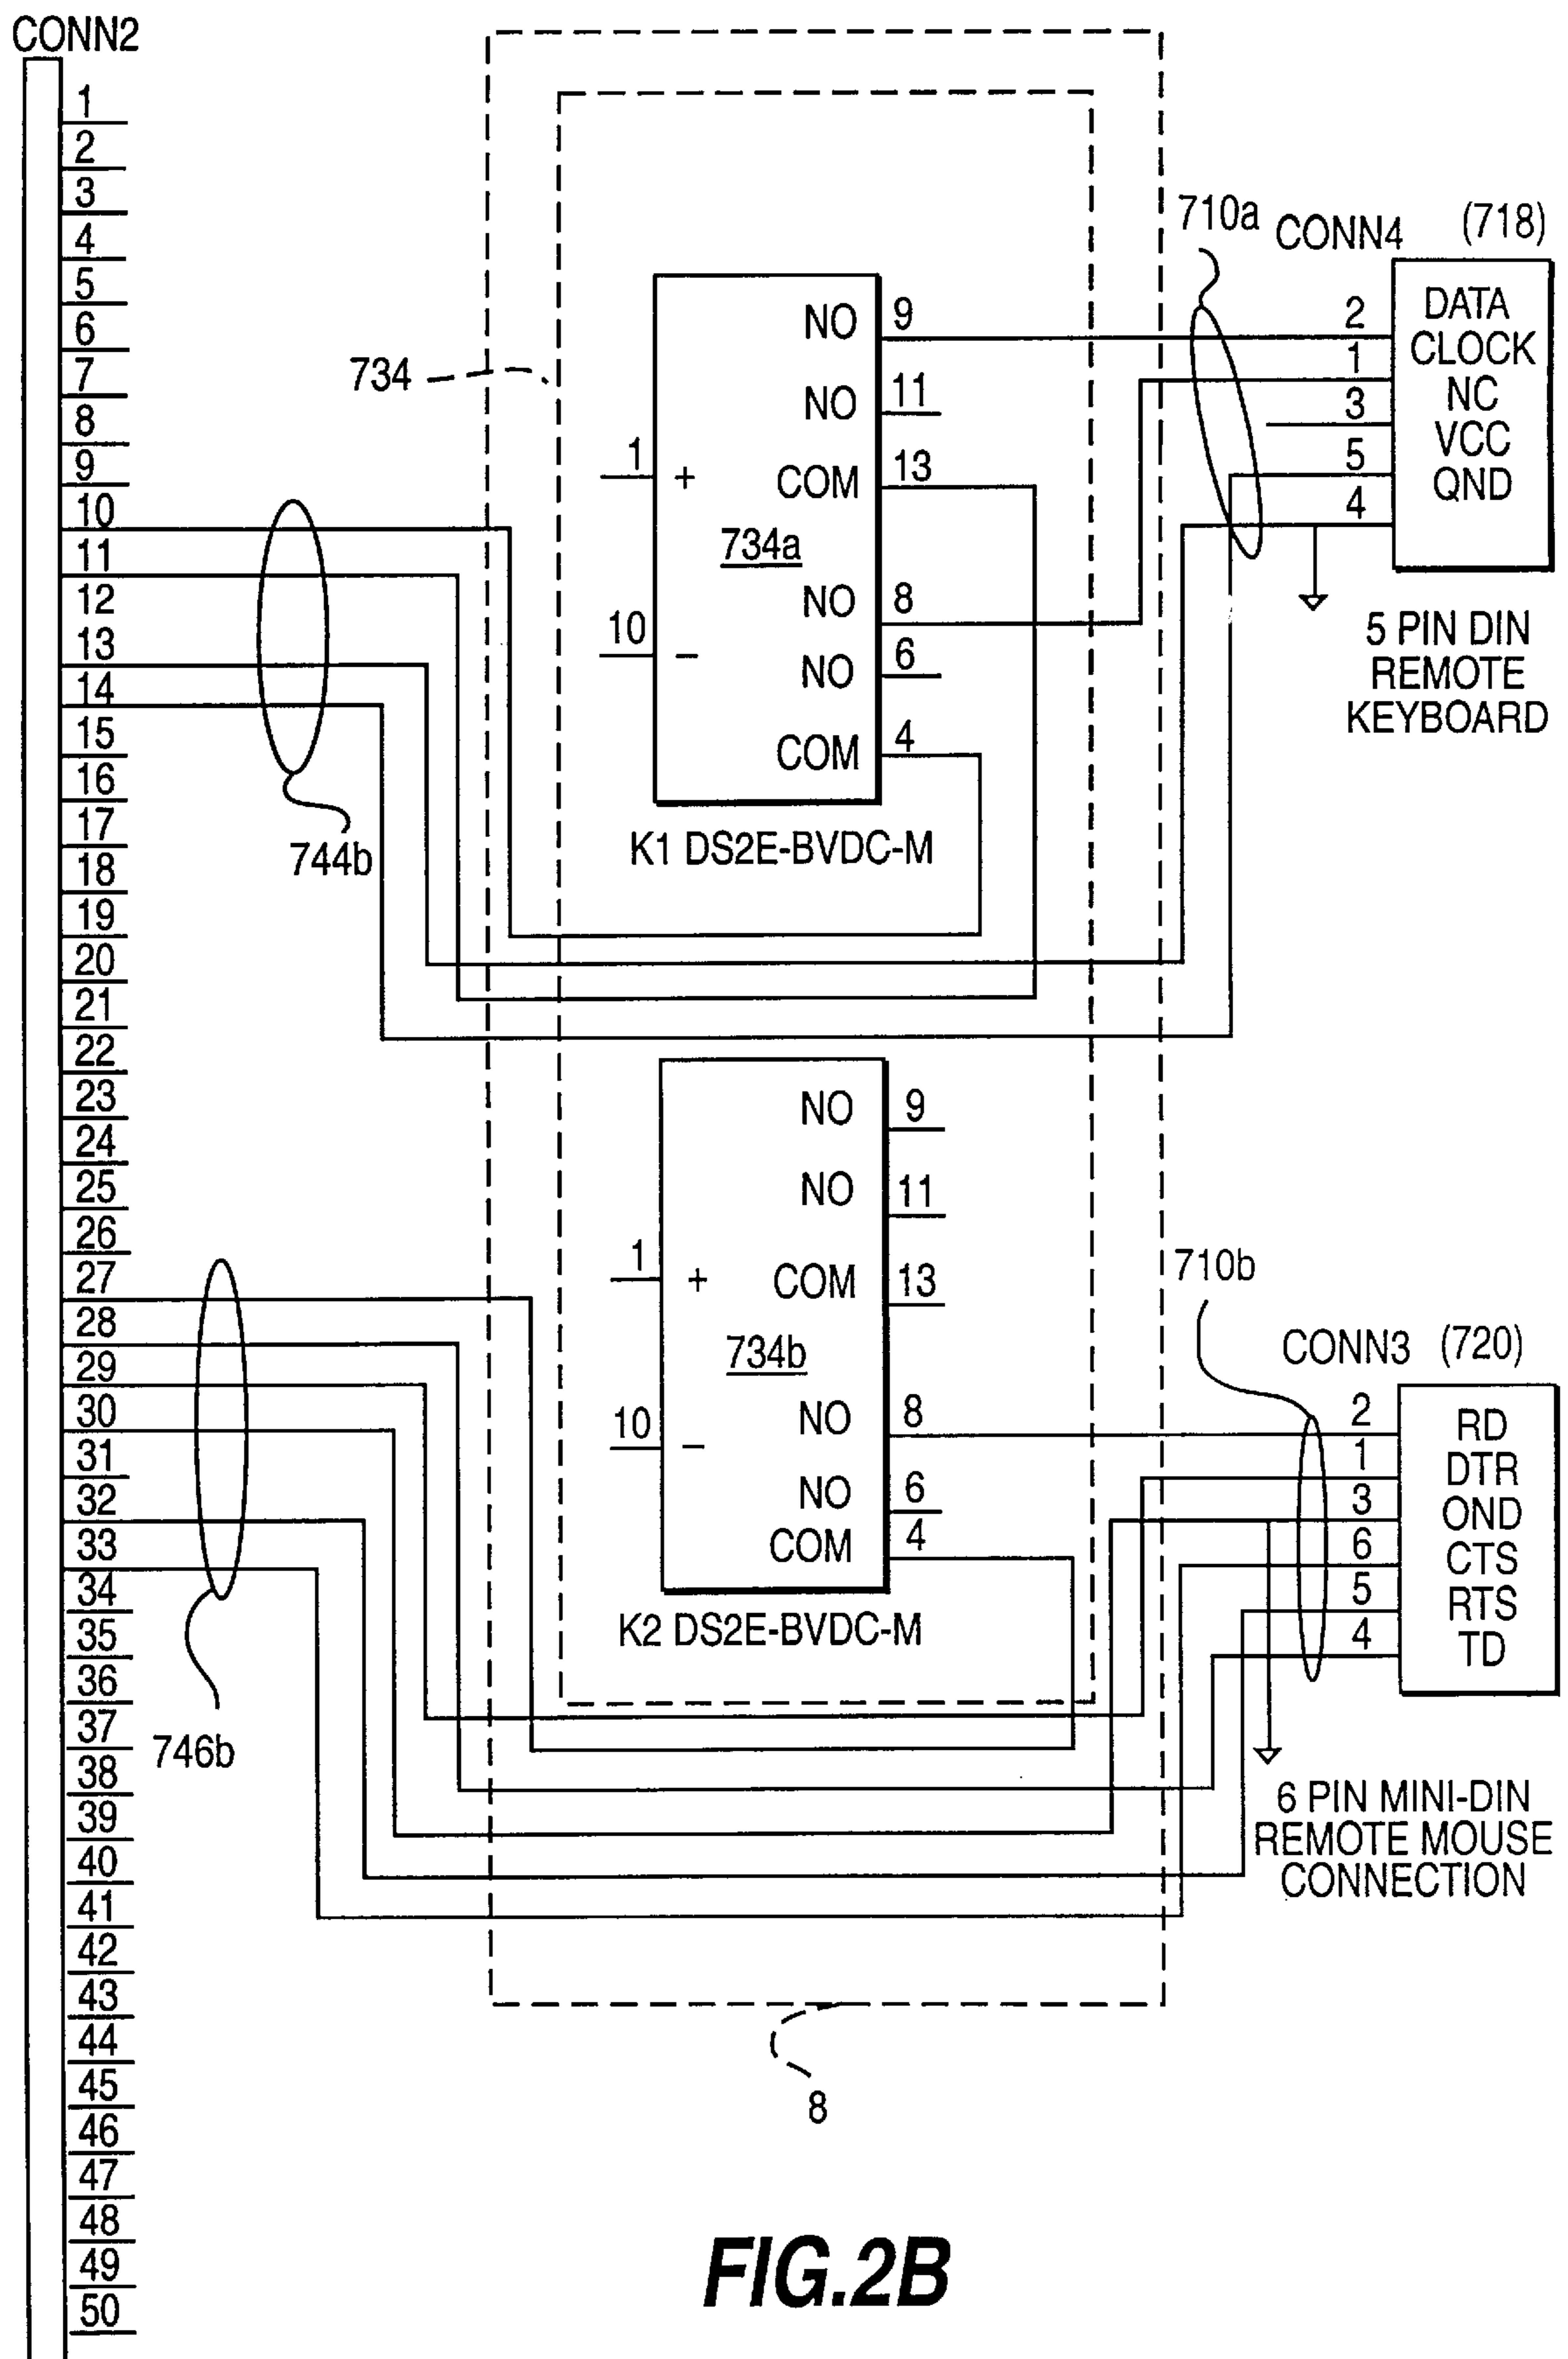 CONN2
1
2
3
4
5
6
7
8
9
10
11
12
13
14
15
16
17
18
19
20
21
22
23
24
25
26
27
28
29
30
31
32
33
34
35
36
37
38
39
40
41
42
43
44
45
46
47
48
49
50
744b
746b
734
NO 9
NO 11
1 +
COM 13
734a
NO 8
10 −
NO 6
COM 4
K1 DS2E-BVDC-M
710a
CONN4 (718)
2 DATA
1 CLOCK
3 NC
5 VCC
4 QND
5 PIN DIN
REMOTE
KEYBOARD
NO 9
NO 11
1 +
COM 13
734b
NO 8
10 −
NO 6
COM 4
K2 DS2E-BVDC-M
710b
CONN3 (720)
2 RD
1 DTR
3 OND
6 CTS
5 RTS
4 TD
6 PIN MINI-DIN
REMOTE MOUSE
CONNECTION
8
FIG.2B